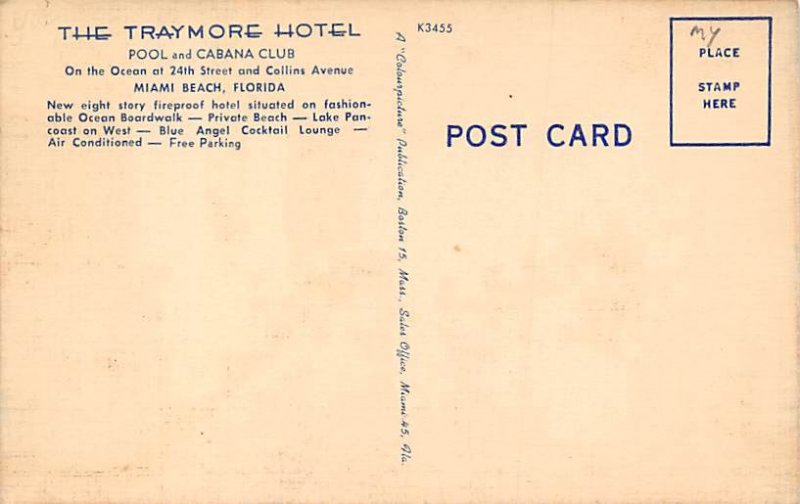 THE TRAYMORE HOTEL
POOL and CABANA CLUB
On the Ocean at 24th Street and Collins Avenue
MIAMI BEACH, FLORIDA
New eight story fireproof hotel situated on fashion-
able Ocean Boardwalk — Private Beach — Lake Pan-
coast on West — Blue Angel Cocktail Lounge —
Air Conditioned — Free Parking
A "Colourpicture" Publication, Boston 15, Mass., Sales Office, Miami 45, Fla.
K3455
POST CARD
My
PLACE
STAMP
HERE